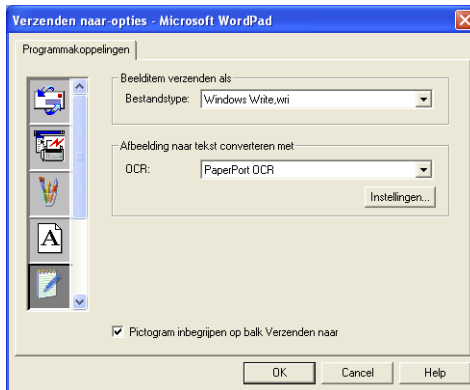 Verzenden naar-opties - Microsoft WordPad
Programmakoppelingen
Beelditem verzenden als
Bestandstype: Windows Write,wri
Afbeelding naar tekst converteren met
OCR: PaperPort OCR
Instellingen...
A
Pictogram inbegrijpen op balk Verzenden naar
OK Cancel Help